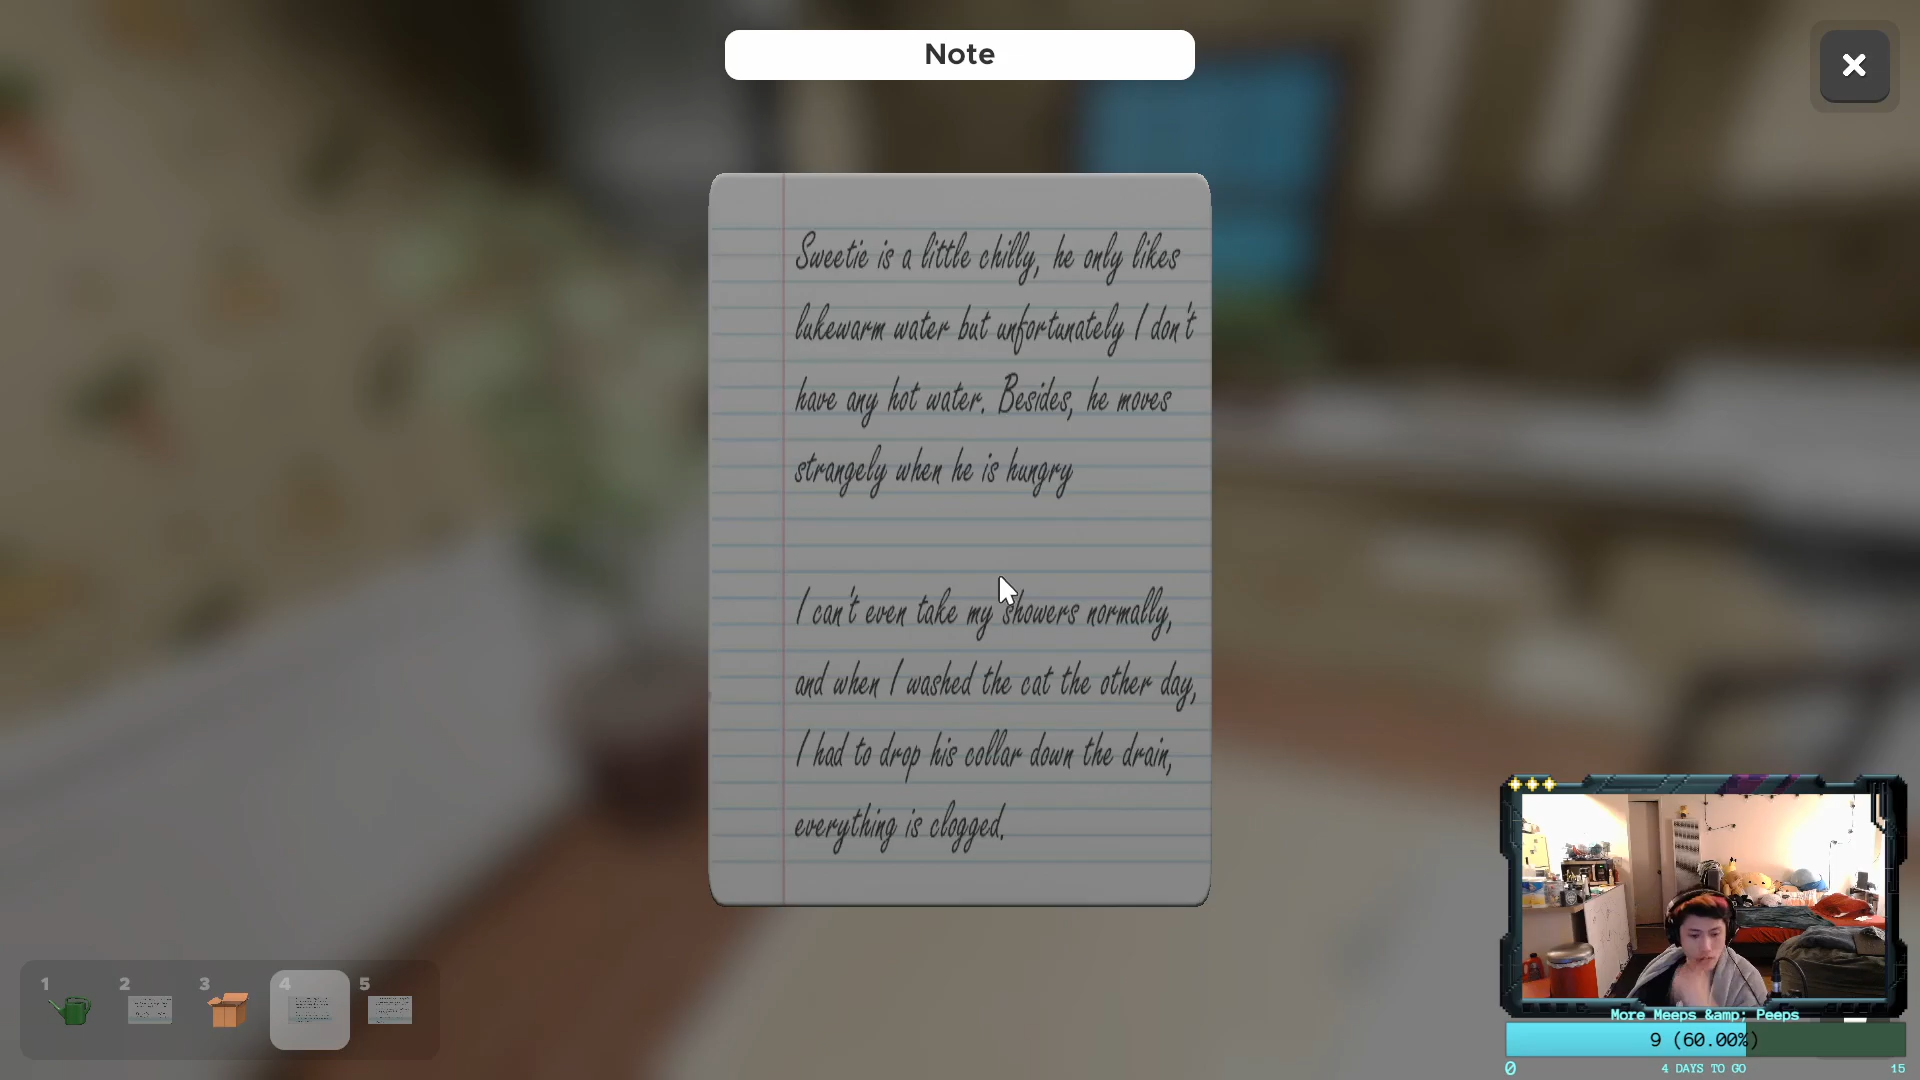 Note
Sweetie is a little chilly, he only likes
lukewarm water but unfortunately I don't
have any hot water. Besides, he moves
strangely when he is hungry
I can't even take my showers normally,
and when I washed the cat the other day,
I had to drop his collar down the drain,
everything is clogged.
1 2 3 4 5
More Meeps &amp; Peeps
9 (60.00%)
0 4 DAYS TO GO 15